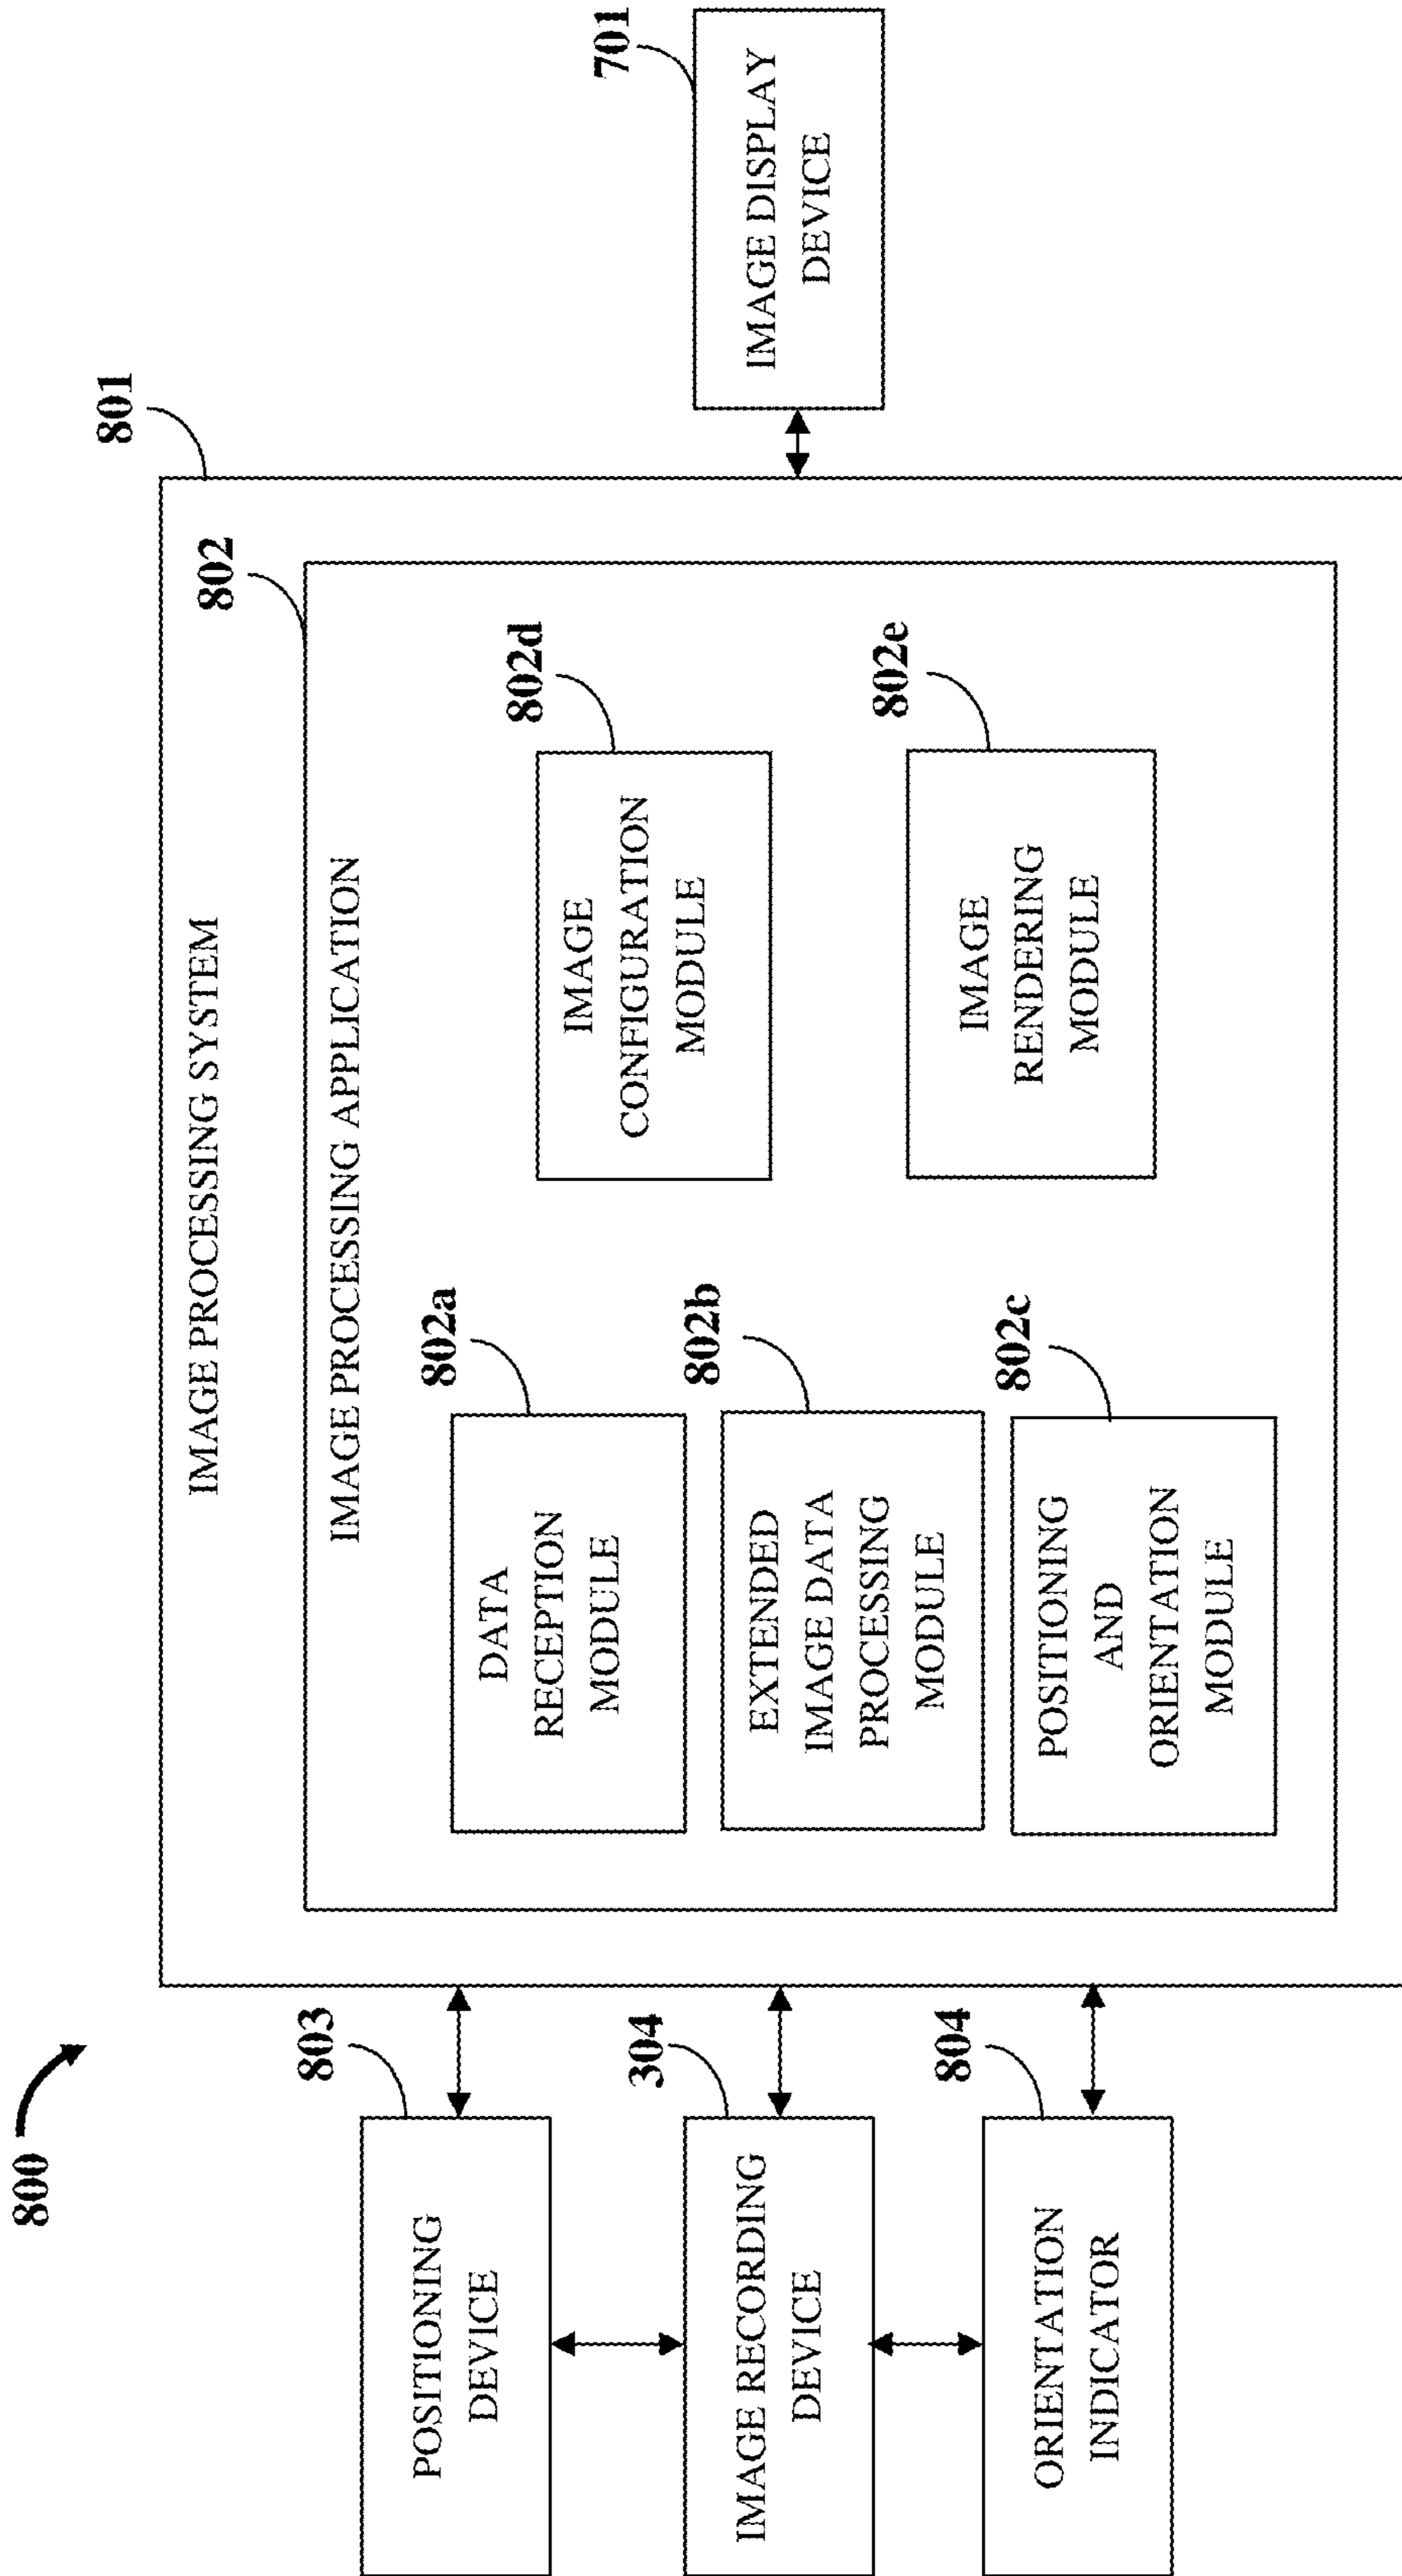 800
801
IMAGE PROCESSING SYSTEM
802
IMAGE PROCESSING APPLICATION
803
POSITIONING
DEVICE
304
IMAGE RECORDING
DEVICE
804
ORIENTATION
INDICATOR
802a
DATA
RECEPTION
MODULE
802b
EXTENDED
IMAGE DATA
PROCESSING
MODULE
802c
POSITIONING
AND
ORIENTATION
MODULE
802d
IMAGE
CONFIGURATION
MODULE
802e
IMAGE
RENDERING
MODULE
701
IMAGE DISPLAY
DEVICE